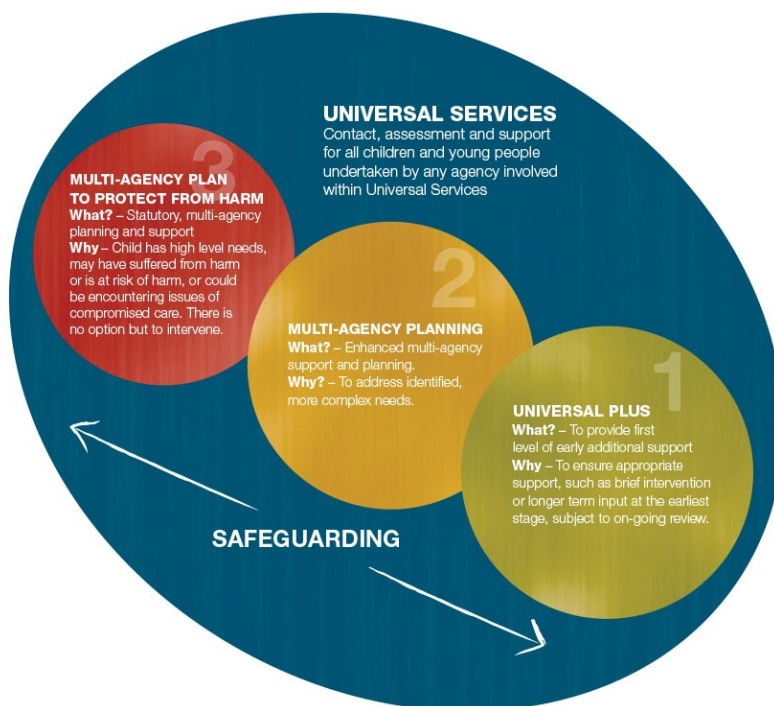 UNIVERSAL SERVICES
Contact, assessment and support
for all children and young people
undertaken by any agency involved
within Universal Services
3
MULTI-AGENCY PLAN
TO PROTECT FROM HARM
What? – Statutory, multi-agency
planning and support
Why – Child has high level needs,
may have suffered from harm
or is at risk of harm, or could
be encountering issues of
compromised care. There is
no option but to intervene.
2
MULTI-AGENCY PLANNING
What? – Enhanced multi-agency
support and planning.
Why? – To address identified,
more complex needs.
1
UNIVERSAL PLUS
What? – To provide first
level of early additional support
Why – To ensure appropriate
support, such as brief intervention
or longer term input at the earliest
stage, subject to on-going review.
SAFEGUARDING